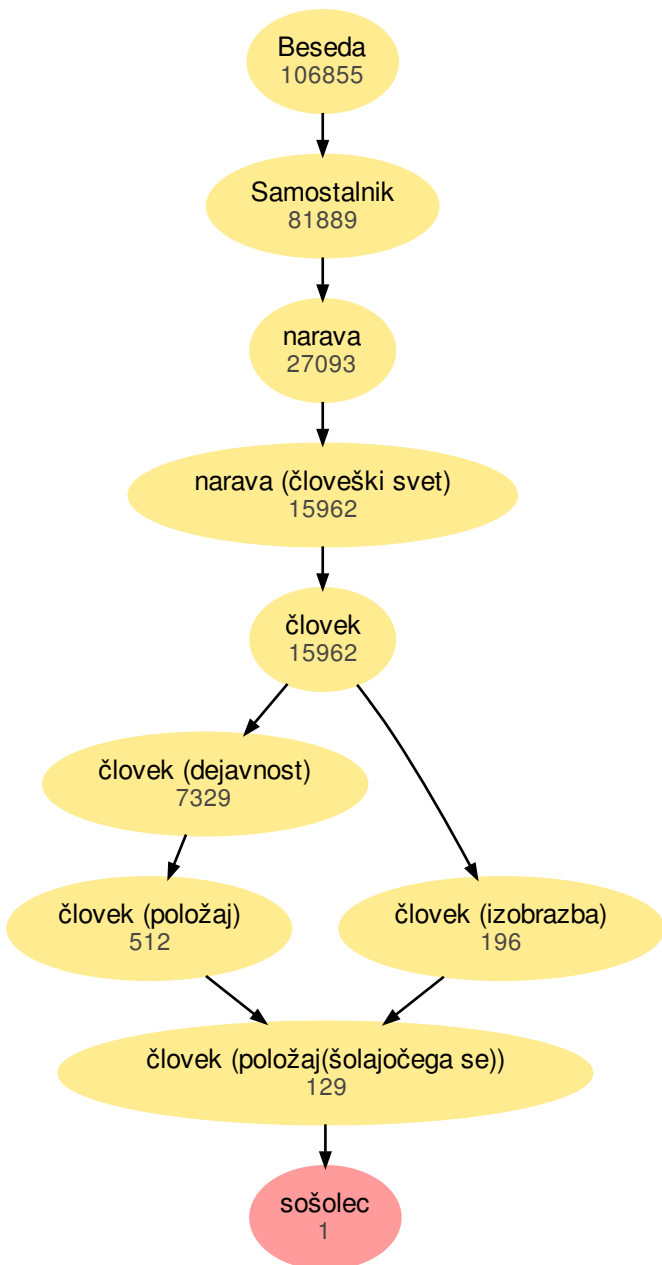 Beseda
106855
Samostalnik
81889
narava
27093
narava (človeški svet)
15962
človek
15962
človek (dejavnost)
7329
človek (položaj)
512
človek (izobrazba)
196
človek (položaj(šolajočega se))
129
sošolec
1